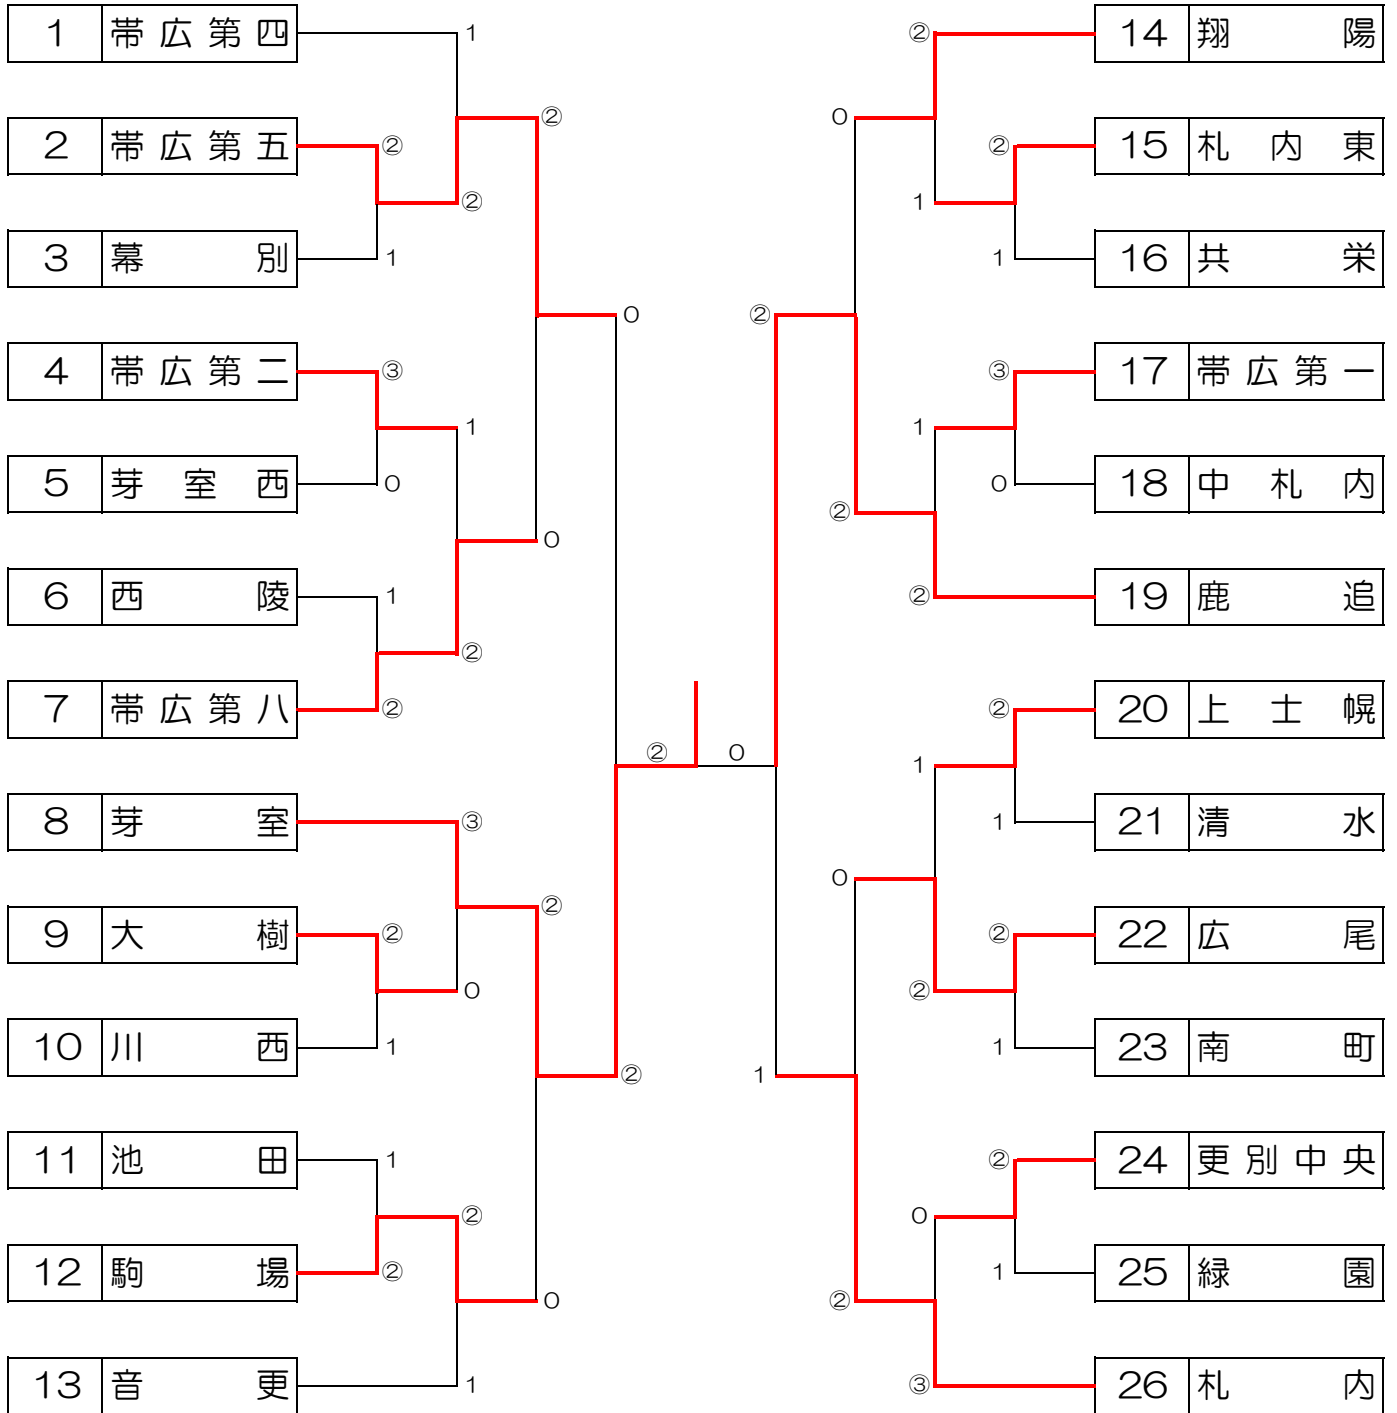 1 帯広第四 1 ② 14 翔陽
② 0
2 帯広第五 ② ② 15 札内東
② 1
3 幕別 1 1 16 共栄
0 ②
4 帯広第二 ③ ③ 17 帯広第一
1 1
5 芽室西 0 0 18 中札内
0 ②
6 西陵 1 ② 19 鹿追
②
7 帯広第八 ② ② 20 上士幌
② 0 1
8 芽室 ③ 1 21 清水
② 0
9 大樹 ② ② 22 広尾
0 ②
10 川西 1 1 23 南町
② 1
11 池田 1 ② 24 更別中央
② 0
12 駒場 ② 1 25 緑園
0 ②
13 音更 1 ③ 26 札内